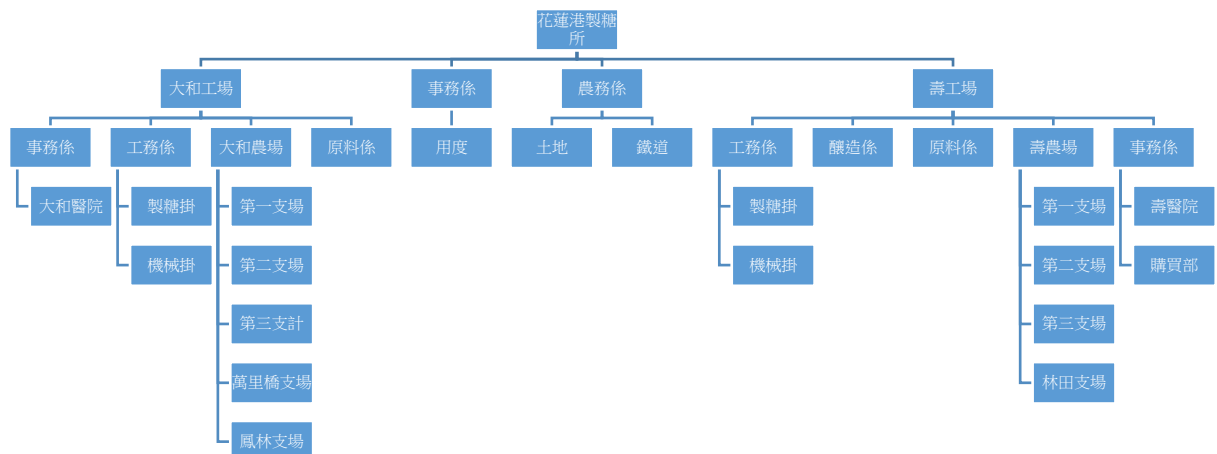 花蓮港製糖
所
大和工場
事務係
農務係
壽工場
事務係
工務係
大和農場
原料係
用度
土地
鐵道
工務係
釀造係
原料係
壽農場
事務係
大和醫院
製糖掛
第一支場
製糖掛
第一支場
壽醫院
機械掛
第二支場
機械掛
第二支場
購買部
第三支計
第三支場
萬里橋支場
林田支場
鳳林支場